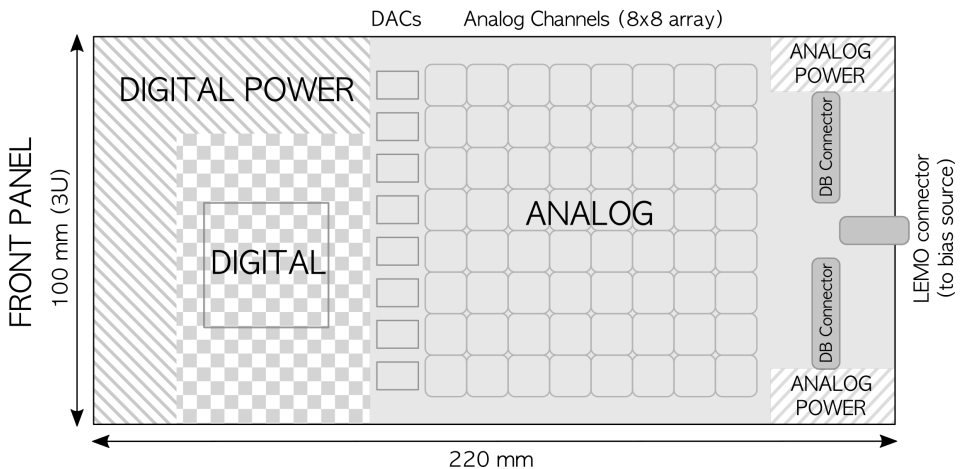 DACs
Analog Channels (8x8 array)
DIGITAL POWER
ANALOG
POWER
FRONT PANEL
100 mm (3U)
DB Connector
ANALOG
LEMO connector
(to bias source)
DIGITAL
DB Connector
ANALOG
POWER
220 mm